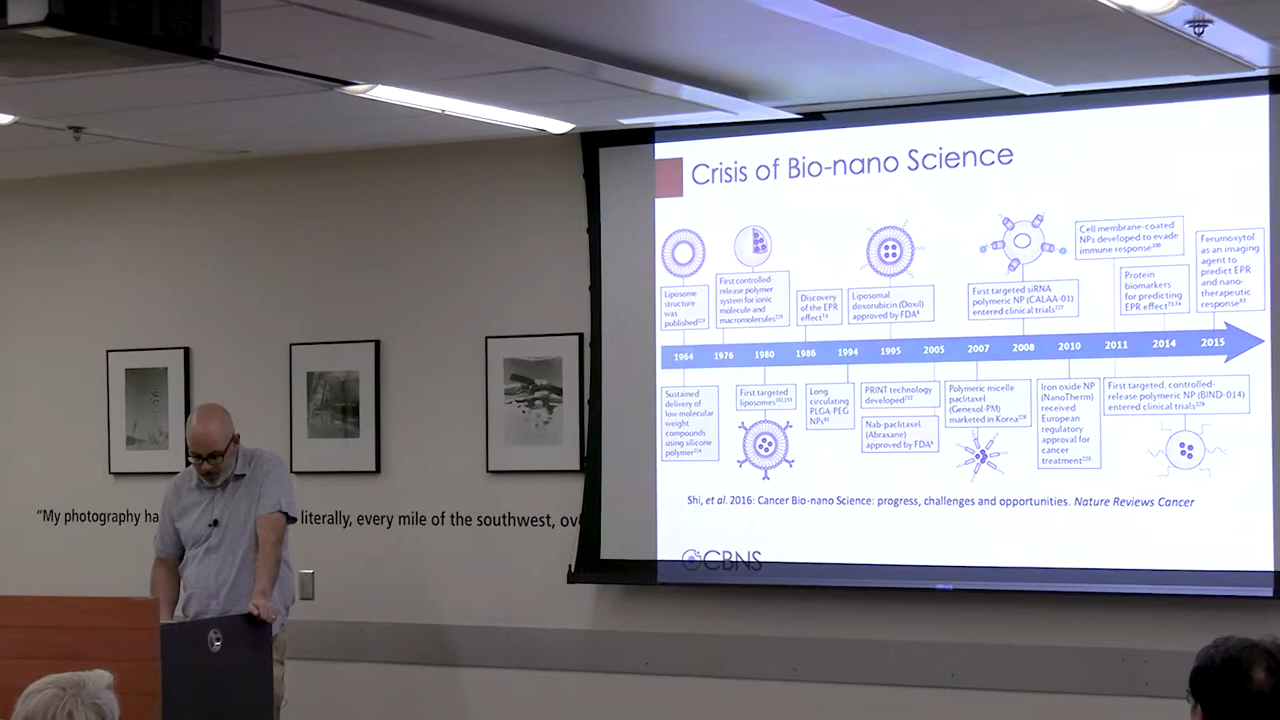 Crisis of Bio-nano Science
Liposome
structure
was
published
First controlled-
release polymer
system for ionic
molecule and
macromolecules
Discovery
of the EPR
effect
Liposomal
doxorubicin (Doxil)
approved by FDA
First targeted siRNA
polymeric NP (CALAA-01)
entered clinical trials
Cell membrane-coated
NPs developed to evade
immune response
Protein
biomarkers
for predicting
EPR effect
Ferumoxytol
as an imaging
agent to
predict EPR
and nano-
therapeutic
response
1964 1976 1980 1986 1994 1995 2005 2007 2008 2010 2011 2014 2015
Sustained
delivery of
low molecular
weight
compounds
using silicone
polymer
First targeted
liposomes
Long
circulating
PLGA-PEG
NPs
PRINT technology
developed
Nab-paclitaxel
(Abraxane)
approved by FDA
Polymeric micelle
paclitaxel
(Genexol-PM)
marketed in Korea
Iron oxide NP
(NanoTherm)
received
European
regulatory
approval for
cancer
treatment
First targeted, controlled-
release polymeric NP (BIND-014)
entered clinical trials
Shi, et al. 2016: Cancer Bio-nano Science: progress, challenges and opportunities. Nature Reviews Cancer
CBNS
“My photography ha literally, every mile of the southwest, ov